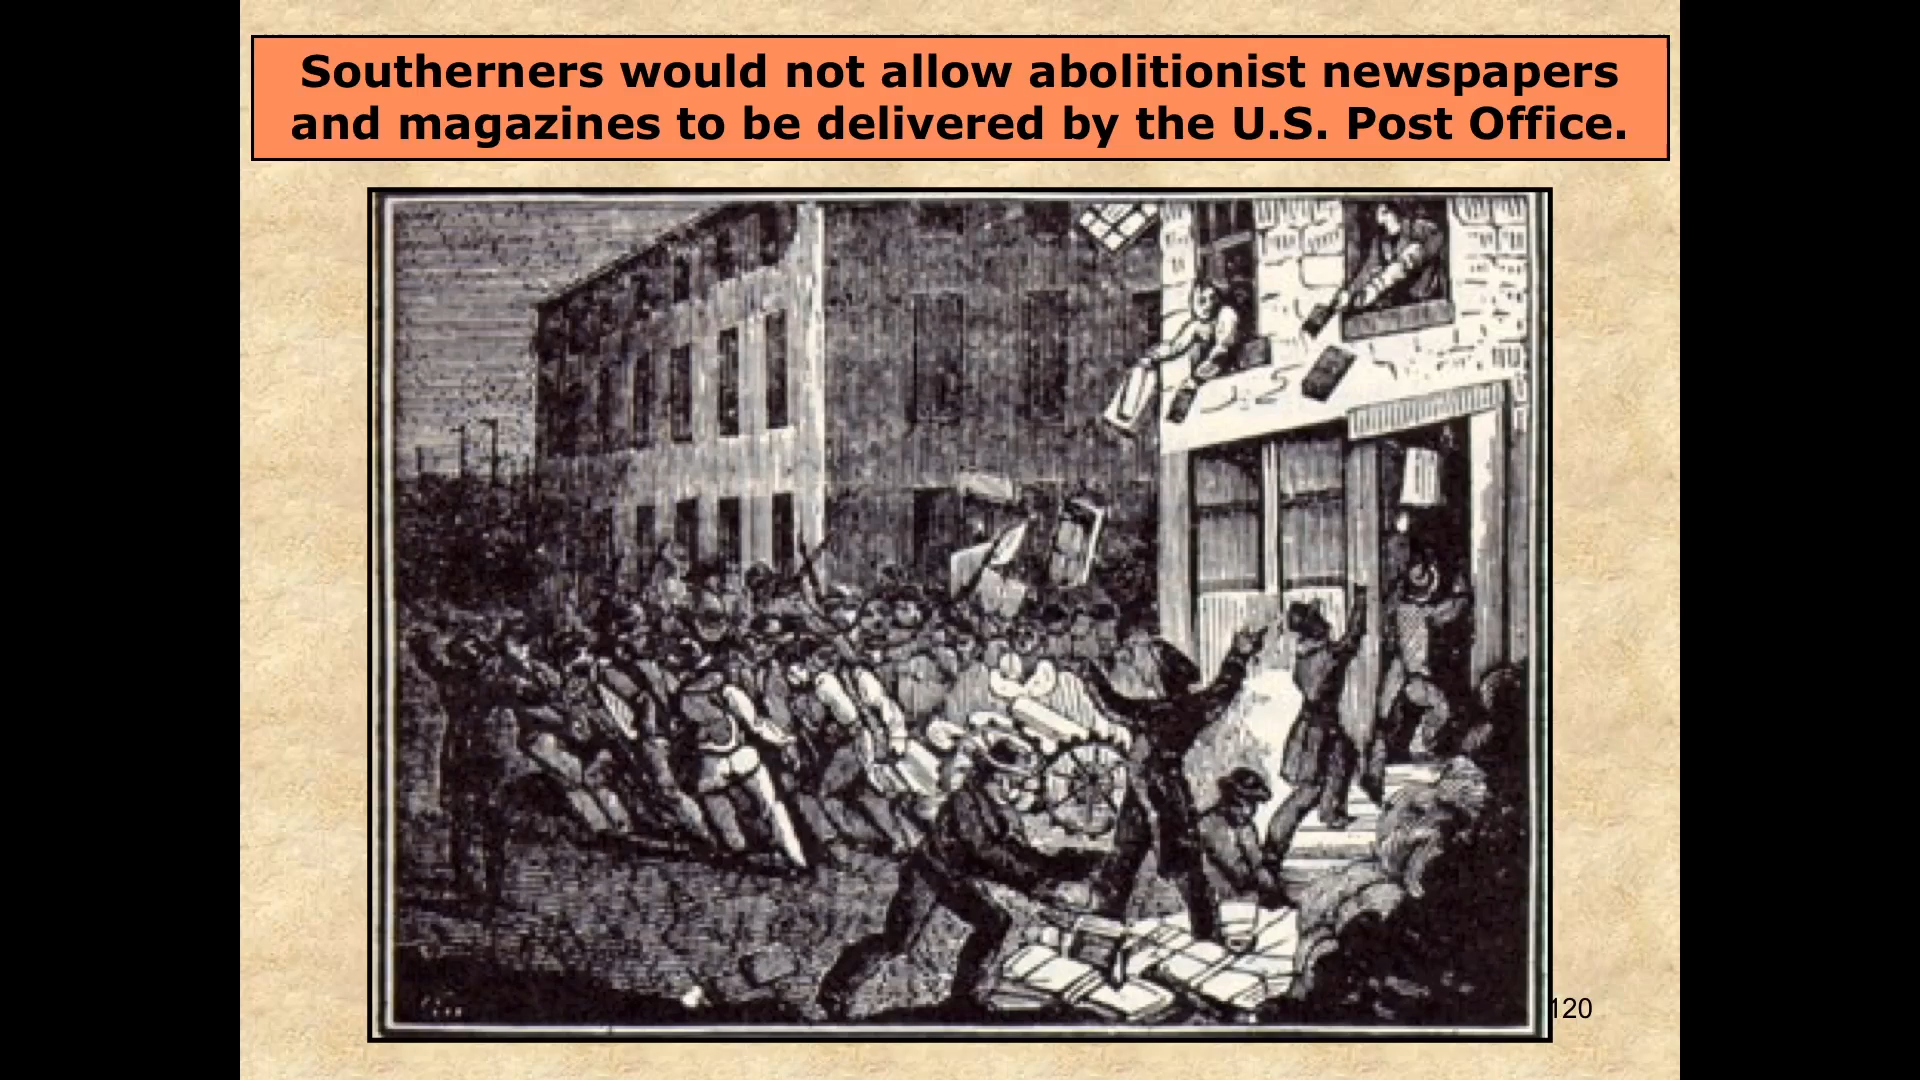 Southerners would not allow abolitionist newspapers
and magazines to be delivered by the U.S. Post Office.
120